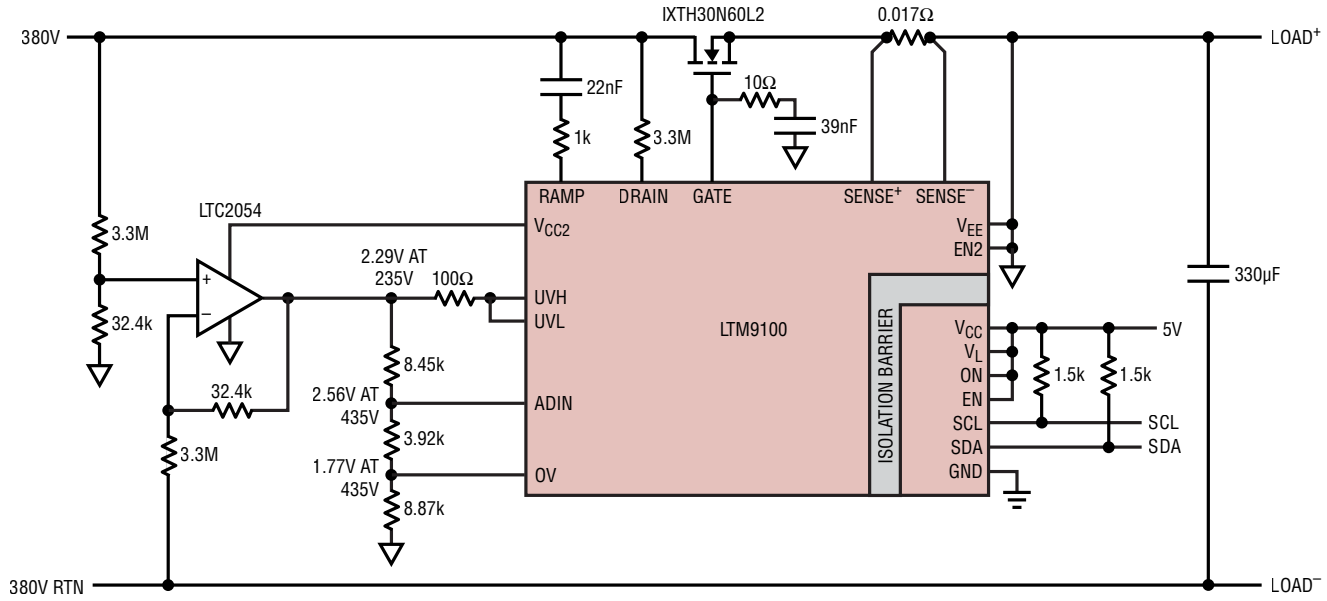 IXTH30N60L2
0.017Ω
380V
LOAD+
22nF
10Ω
1k
3.3M
39nF
RAMP
DRAIN
GATE
SENSE+
SENSE–
LTC2054
VCC2
VEE
EN2
3.3M
2.29V AT
235V
100Ω
+
–
UVH
UVL
330µF
32.4k
LTM9100
ISOLATION BARRIER
VCC
5V
VL
8.45k
ON
1.5k
1.5k
32.4k
2.56V AT
435V
ADIN
EN
SCL
SCL
3.92k
SDA
SDA
3.3M
1.77V AT
435V
OV
GND
8.87k
380V RTN
LOAD–